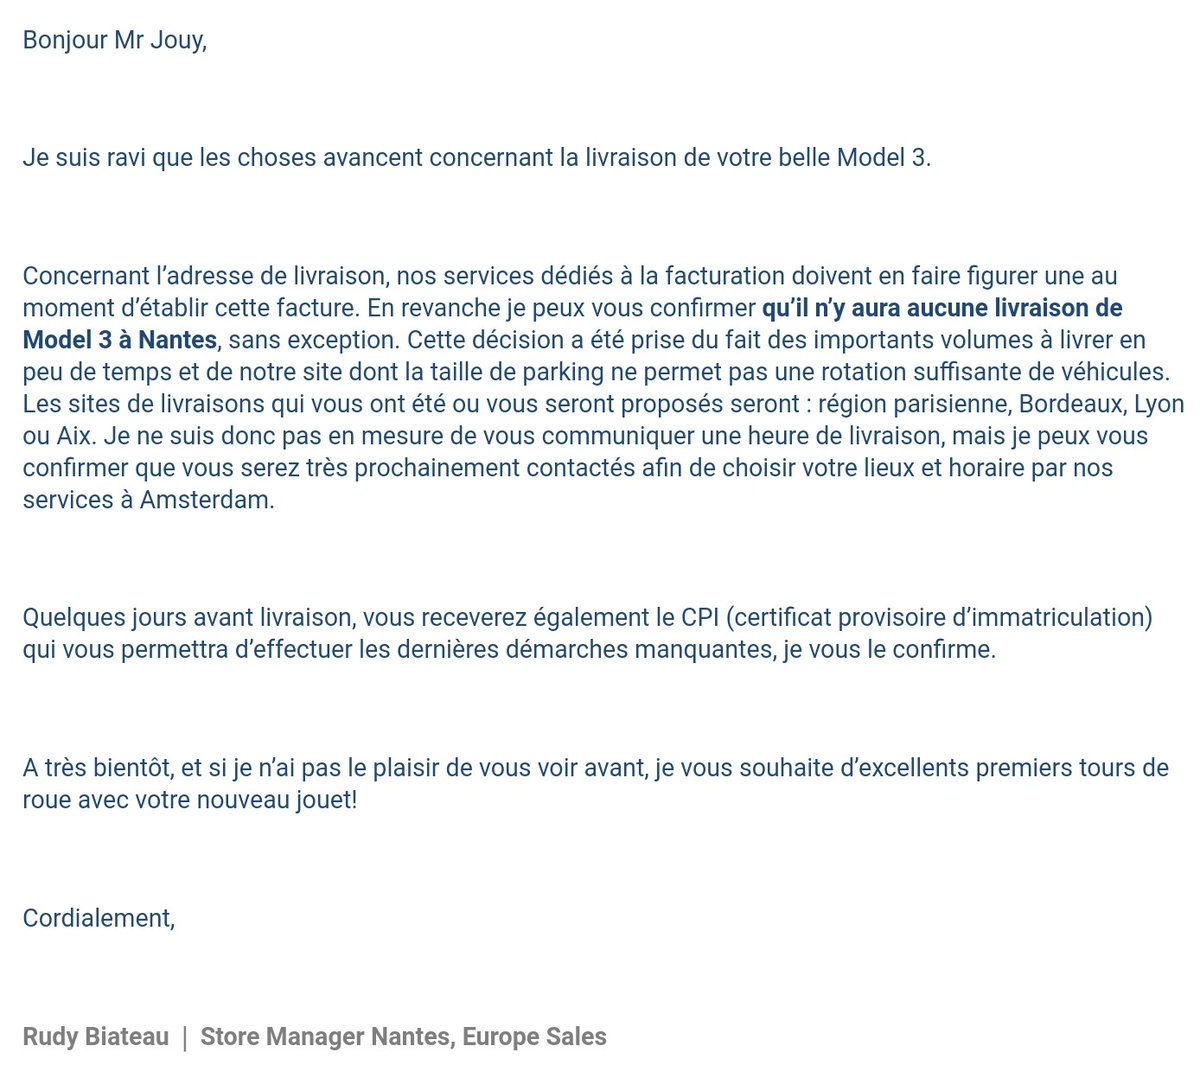 Bonjour Mr Jouy,
Je suis ravi que les choses avancent concernant la livraison de votre belle Model 3.
Concernant l’adresse de livraison, nos services dédiés à la facturation doivent en faire figurer une au
moment d’établir cette facture. En revanche je peux vous confirmer qu’il n’y aura aucune livraison de
Model 3 à Nantes, sans exception. Cette décision a été prise du fait des importants volumes à livrer en
peu de temps et de notre site dont la taille de parking ne permet pas une rotation suffisante de véhicules.
Les sites de livraisons qui vous ont été ou vous seront proposés seront : région parisienne, Bordeaux, Lyon
ou Aix. Je ne suis donc pas en mesure de vous communiquer une heure de livraison, mais je peux vous
confirmer que vous serez très prochainement contactés afin de choisir votre lieux et horaire par nos
services à Amsterdam.
Quelques jours avant livraison, vous receverez également le CPI (certificat provisoire d’immatriculation)
qui vous permettra d’effectuer les dernières démarches manquantes, je vous le confirme.
A très bientôt, et si je n’ai pas le plaisir de vous voir avant, je vous souhaite d’excellents premiers tours de
roue avec votre nouveau jouet!
Cordialement,
Rudy Biateau | Store Manager Nantes, Europe Sales